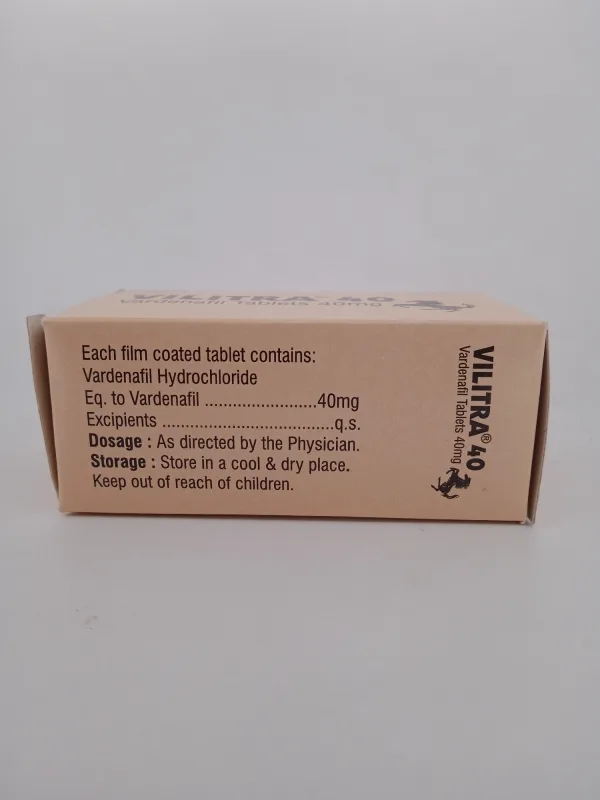 VILITRA® 40
Vardenafil Tablets 40mg
Each film coated tablet contains:
Vardenafil Hydrochloride
Eq. to Vardenafil ........................40mg
Excipients .....................................q.s.
Dosage : As directed by the Physician.
Storage : Store in a cool & dry place.
Keep out of reach of children.
VILITRA® 40
Vardenafil Tablets 40mg